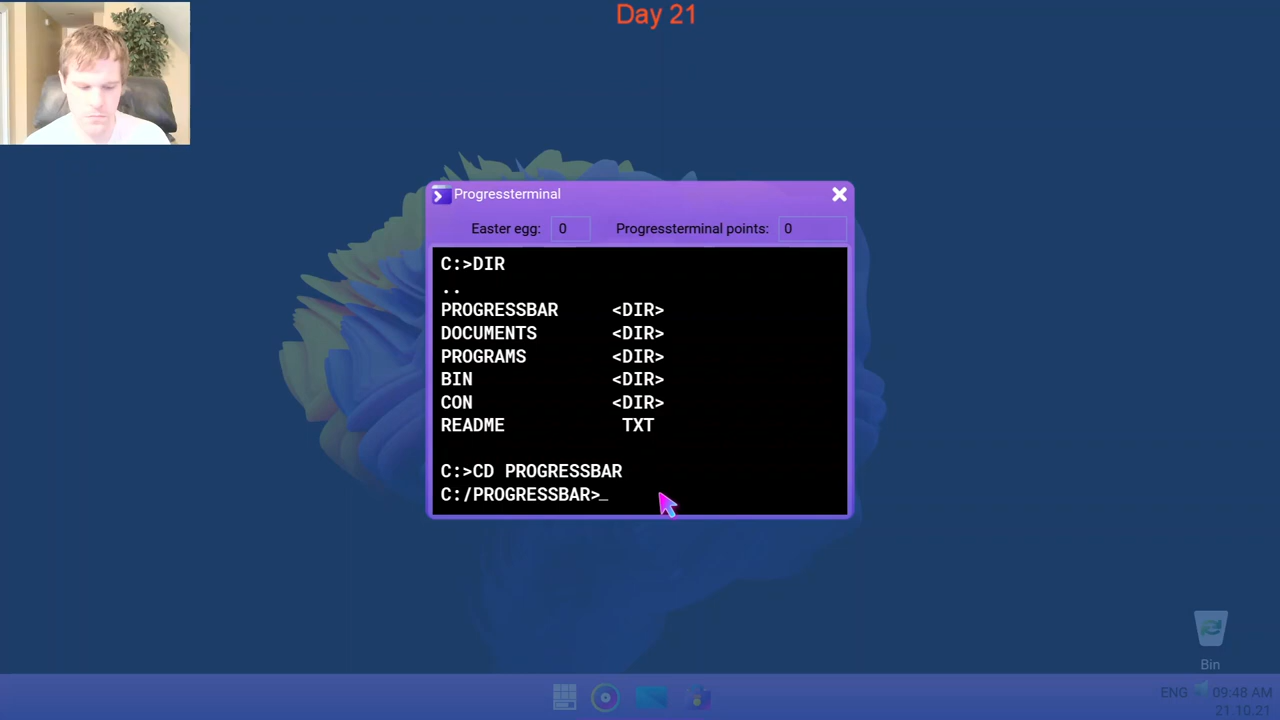 Day 21
Progressterminal
Easter egg: 0 Progressterminal points: 0
C:>DIR
..
PROGRESSBAR <DIR>
DOCUMENTS <DIR>
PROGRAMS <DIR>
BIN <DIR>
CON <DIR>
README TXT
C:>CD PROGRESSBAR
C:/PROGRESSBAR>_
Bin
ENG 09:48 AM
21.10.21